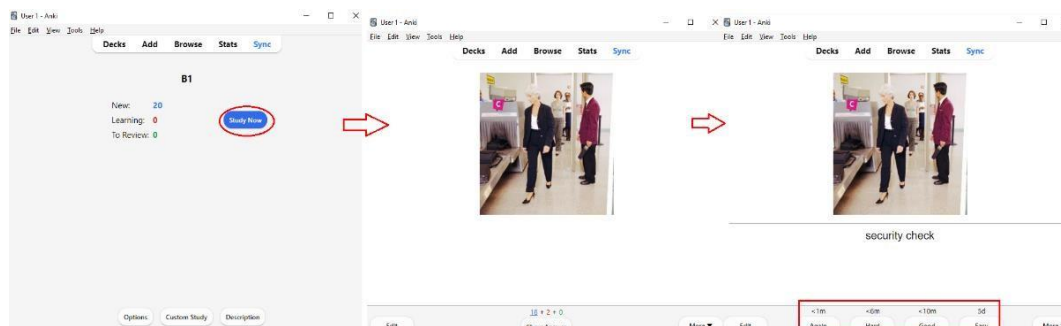 User 1 - Anki
File Edit View Tools Help
Decks Add Browse Stats Sync
B1
New: 20
Learning: 0
To Review: 0
Study Now
Options Custom Study Description
User 1 - Anki
File Edit View Tools Help
Decks Add Browse Stats Sync
C
18 + 2 + 0
Edit
More
User 1 - Anki
File Edit View Tools Help
Decks Add Browse Stats Sync
C
security check
<1m <6m <10m 5d
Edit Again Hard Good Easy More